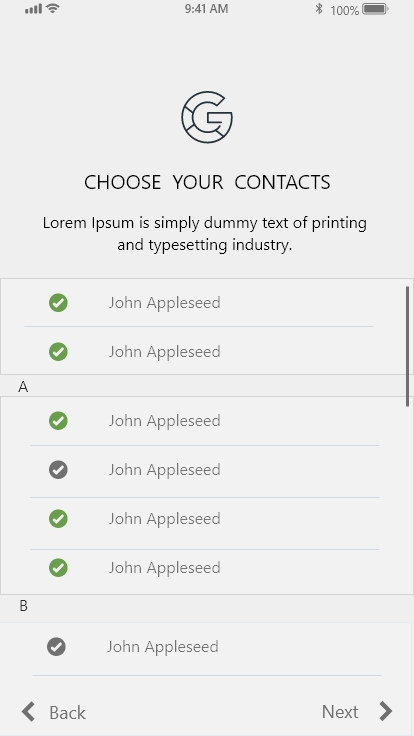 9:41 AM 100%
CHOOSE YOUR CONTACTS
Lorem Ipsum is simply dummy text of printing
and typesetting industry.
John Appleseed
John Appleseed
A
John Appleseed
John Appleseed
John Appleseed
John Appleseed
B
John Appleseed
Back Next